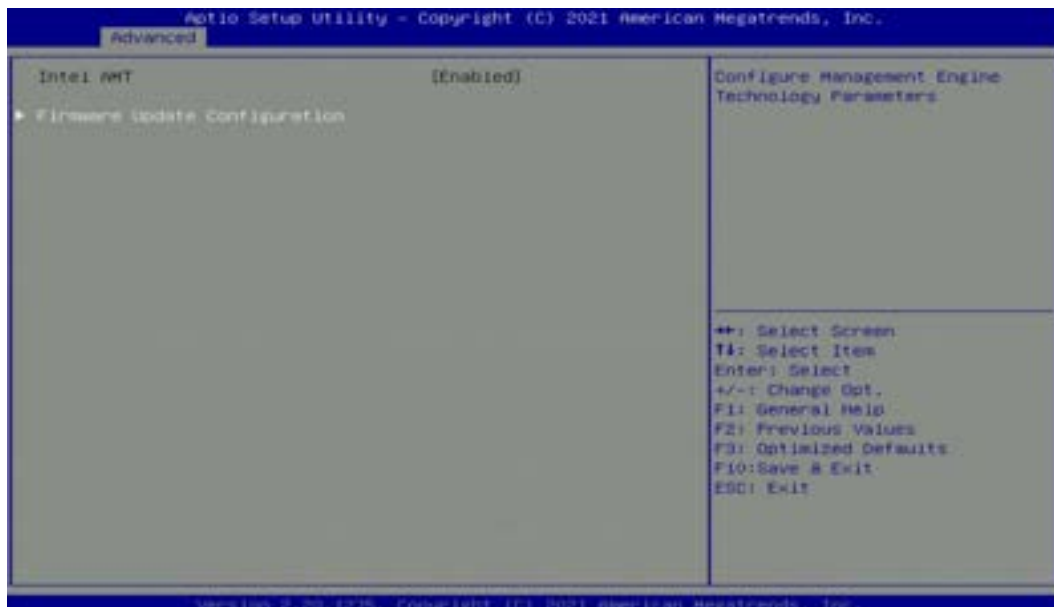 Aptio Setup Utility – Copyright (C) 2021 American Megatrends, Inc.
Advanced
Intel AMT [Enabled]
Firmware Update Configuration
Configure Management Engine
Technology Parameters
↔: Select Screen
↑↓: Select Item
Enter: Select
+/-: Change Opt.
F1: General Help
F2: Previous Values
F3: Optimized Defaults
F10:Save & Exit
ESC: Exit
Copyright (C) 2021 American Megatrends, Inc.